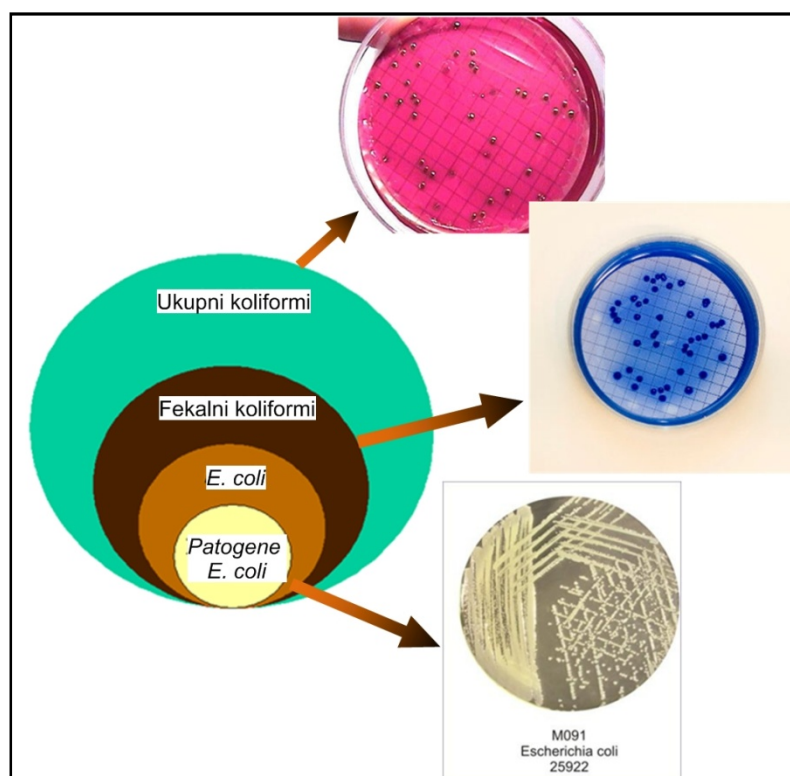 Ukupni koliformi
Fekalni koliformi
E. coli
Patogene
E. coli
M091
Escherichia coli
25922